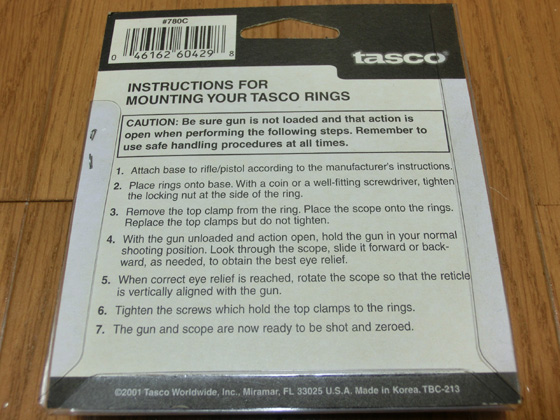 #780C
0 46162 60429 8
tasco®
INSTRUCTIONS FOR
MOUNTING YOUR TASCO RINGS
CAUTION: Be sure gun is not loaded and that action is
open when performing the following steps. Remember to
use safe handling procedures at all times.
1. Attach base to rifle/pistol according to the manufacturer's instructions.
2. Place rings onto base. With a coin or a well-fitting screwdriver, tighten
the locking nut at the side of the ring.
3. Remove the top clamp from the ring. Place the scope onto the rings.
Replace the top clamps but do not tighten.
4. With the gun unloaded and action open, hold the gun in your normal
shooting position. Look through the scope, slide it forward or back-
ward, as needed, to obtain the best eye relief.
5. When correct eye relief is reached, rotate the scope so that the reticle
is vertically aligned with the gun.
6. Tighten the screws which hold the top clamps to the rings.
7. The gun and scope are now ready to be shot and zeroed.
©2001 Tasco Worldwide, Inc., Miramar, FL 33025 U.S.A. Made in Korea. TBC-213